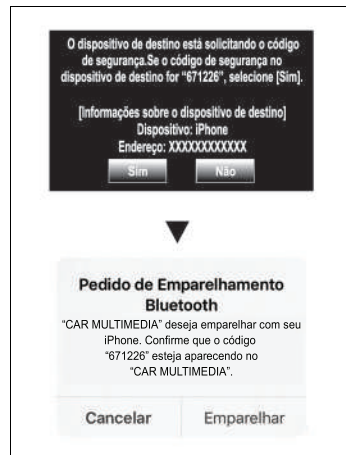 O dispositivo de destino está solicitando o código
de segurança.Se o código de segurança no
dispositivo de destino for “671226”, selecione [Sim].
[Informações sobre o dispositivo de destino]
Dispositivo: iPhone
Endereço: XXXXXXXXXXXX
Sim Não
Pedido de Emparelhamento
Bluetooth
“CAR MULTIMEDIA” deseja emparelhar com seu
iPhone. Confirme que o código
“671226” esteja aparecendo no
“CAR MULTIMEDIA”.
Cancelar Emparelhar